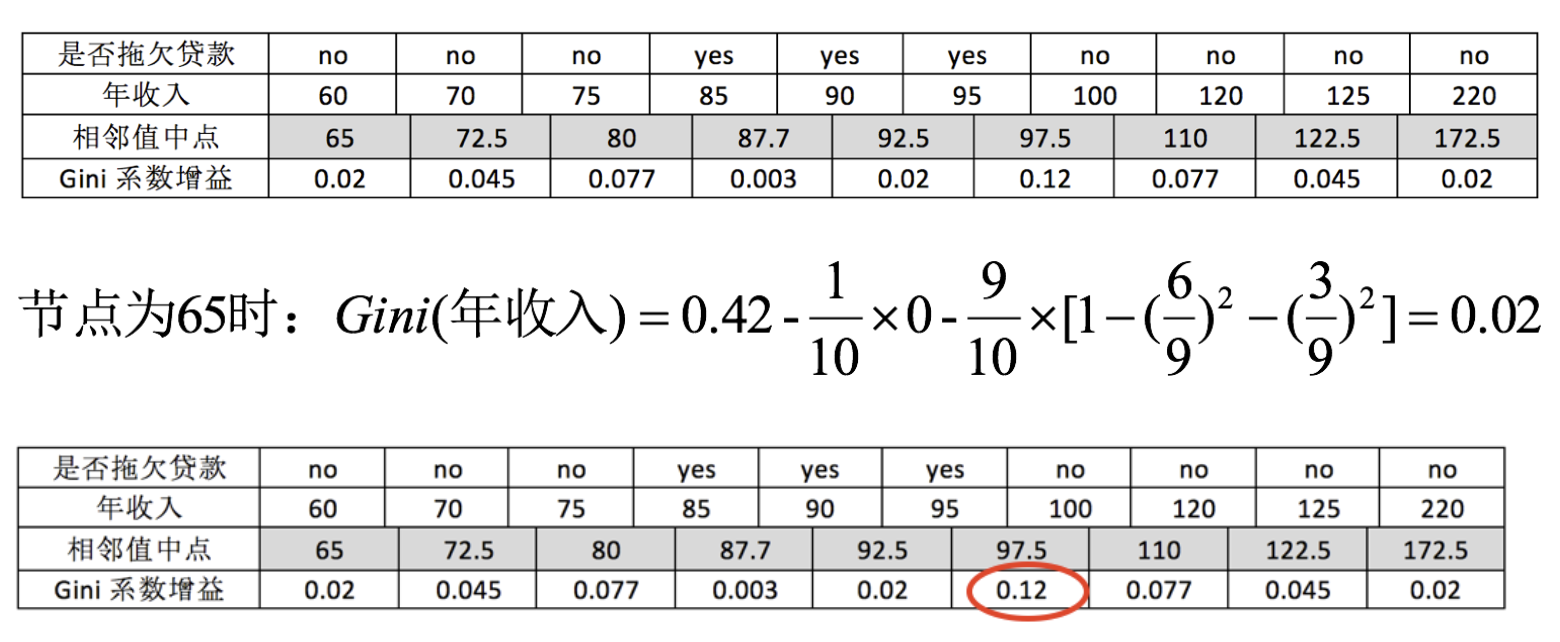 是否拖欠贷款 no no no yes yes yes no no no no
年收入 60 70 75 85 90 95 100 120 125 220
相邻值中点 65 72.5 80 87.7 92.5 97.5 110 122.5 172.5
Gini 系数增益 0.02 0.045 0.077 0.003 0.02 0.12 0.077 0.045 0.02
节点为65时：Gini(年收入) = 0.42 - 1/10 × 0 - 9/10 × [1 − (6/9)² − (3/9)²] = 0.02
是否拖欠贷款 no no no yes yes yes no no no no
年收入 60 70 75 85 90 95 100 120 125 220
相邻值中点 65 72.5 80 87.7 92.5 97.5 110 122.5 172.5
Gini 系数增益 0.02 0.045 0.077 0.003 0.02 0.12 0.077 0.045 0.02